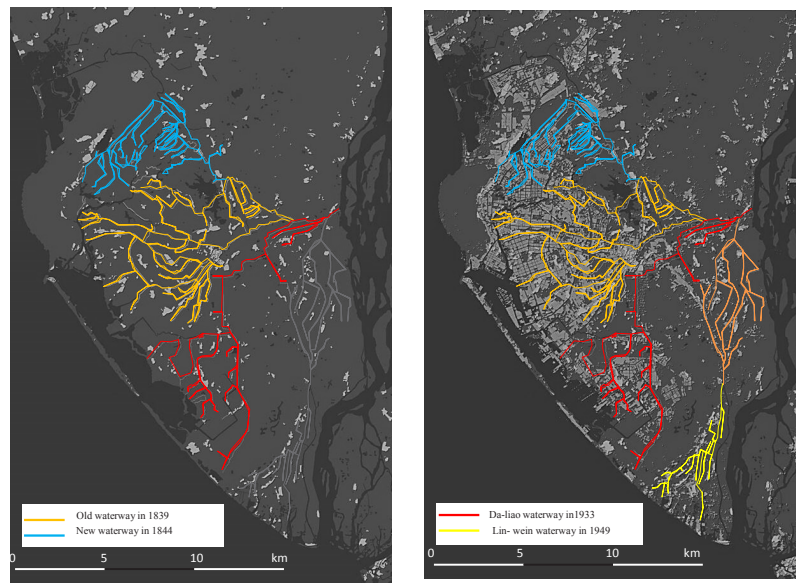 Old waterway in 1839
New waterway in 1844
0 5 10 km
Da-liao waterway in1933
Lin- wein waterway in 1949
0 5 10 km